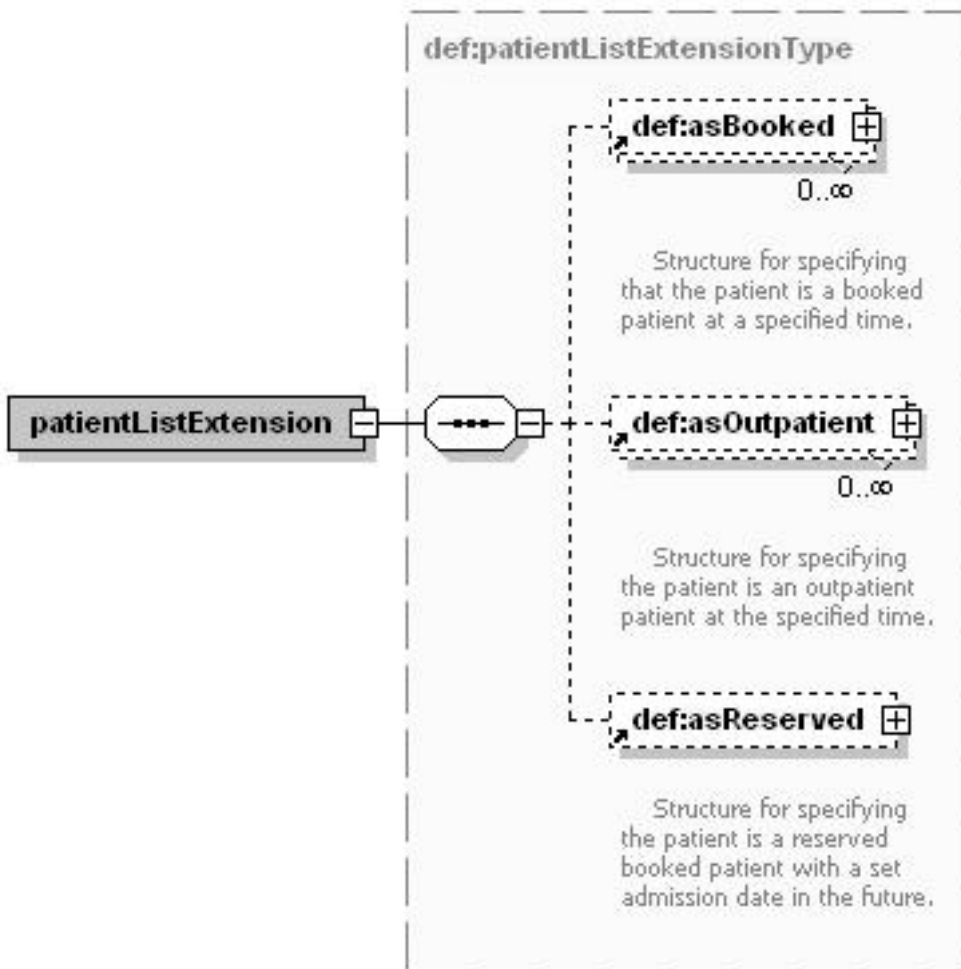 def:patientListExtensionType
def:asBooked
0..∞
Structure for specifying
that the patient is a booked
patient at a specified time.
patientListExtension
def:asOutpatient
0..∞
Structure for specifying
the patient is an outpatient
patient at the specified time.
def:asReserved
Structure for specifying
the patient is a reserved
booked patient with a set
admission date in the future.